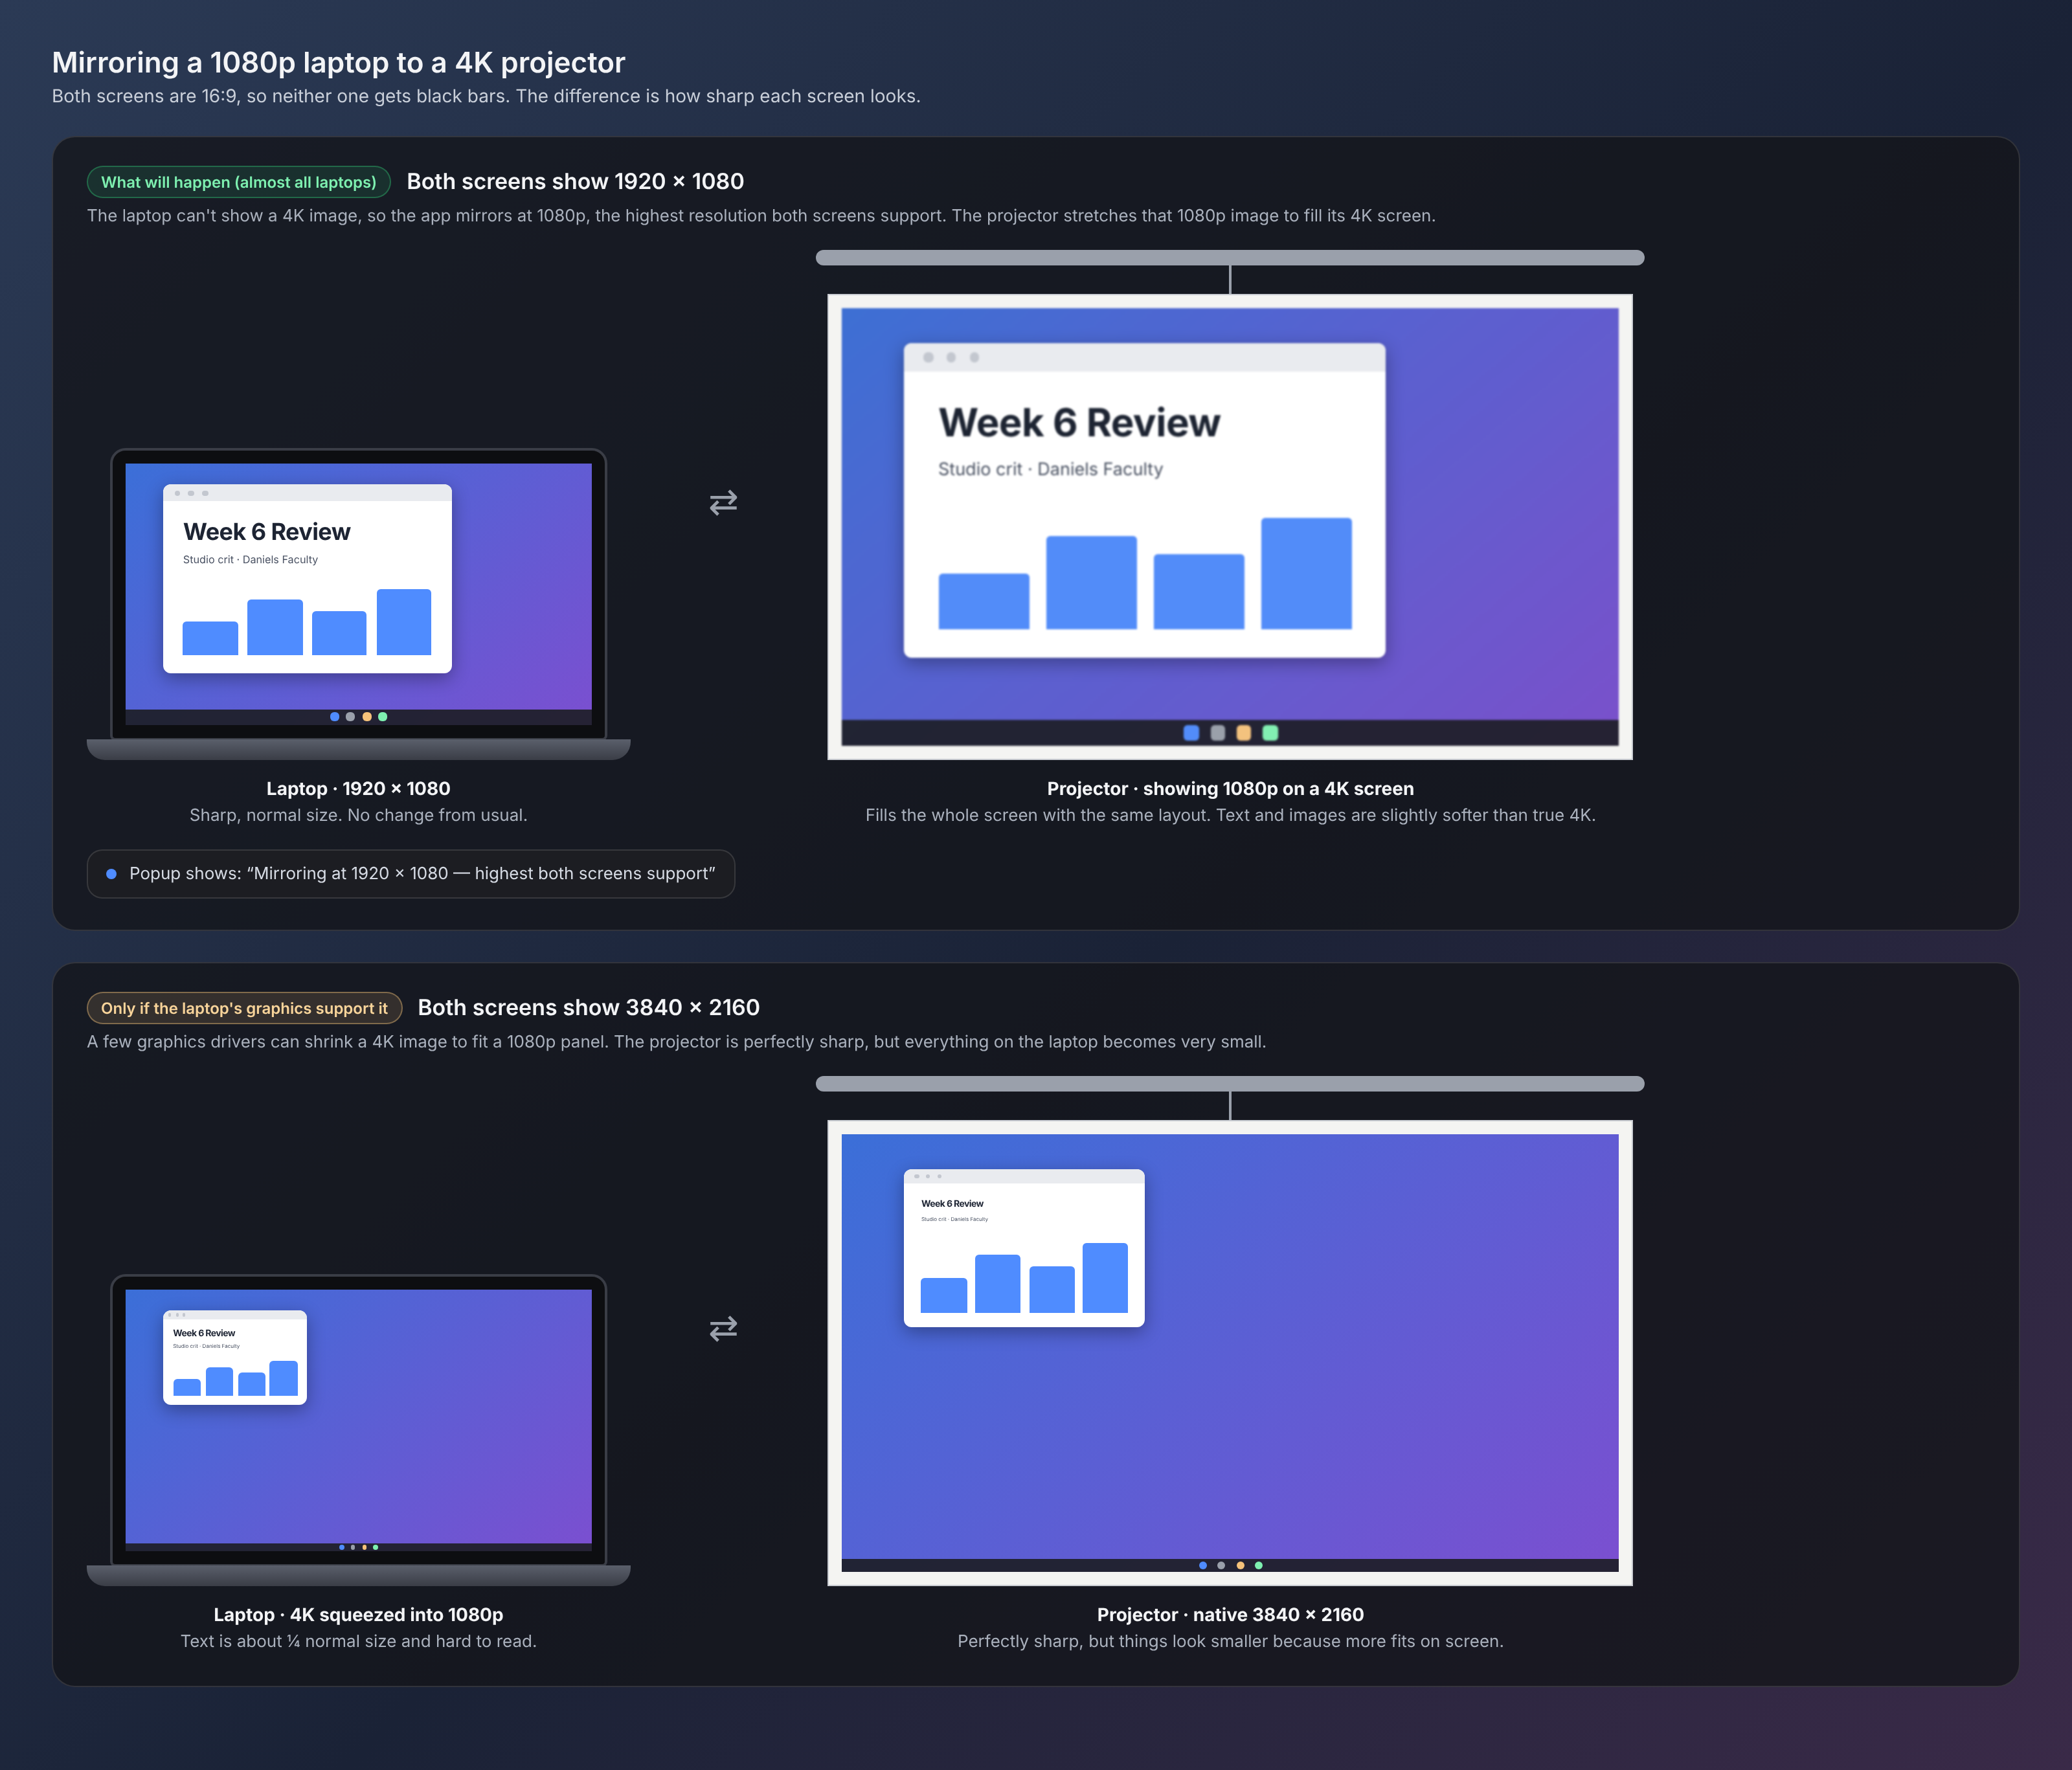 Mirroring a 1080p laptop to a 4K projector
Both screens are 16:9, so neither one gets black bars. The difference is how sharp each screen looks.
What will happen (almost all laptops)
Both screens show 1920 × 1080
The laptop can't show a 4K image, so the app mirrors at 1080p, the highest resolution both screens support. The projector stretches that 1080p image to fill its 4K screen.
Week 6 Review
Studio crit · Daniels Faculty
⇄
Week 6 Review
Studio crit · Daniels Faculty
Laptop · 1920 × 1080
Sharp, normal size. No change from usual.
Projector · showing 1080p on a 4K screen
Fills the whole screen with the same layout. Text and images are slightly softer than true 4K.
Popup shows: “Mirroring at 1920 × 1080 — highest both screens support”
Only if the laptop's graphics support it
Both screens show 3840 × 2160
A few graphics drivers can shrink a 4K image to fit a 1080p panel. The projector is perfectly sharp, but everything on the laptop becomes very small.
Week 6 Review
Studio crit · Daniels Faculty
⇄
Week 6 Review
Studio crit · Daniels Faculty
Laptop · 4K squeezed into 1080p
Text is about ¼ normal size and hard to read.
Projector · native 3840 × 2160
Perfectly sharp, but things look smaller because more fits on screen.